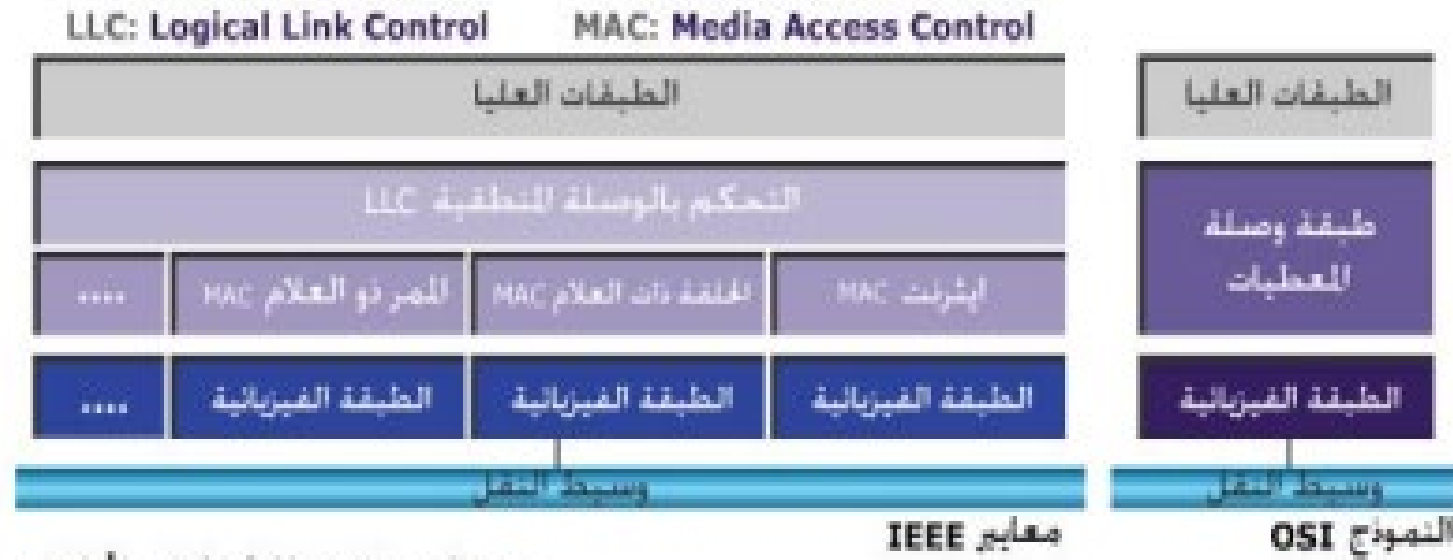 LLC: Logical Link Control MAC: Media Access Control
الطبقات العليا
الطبقات العليا
التحكم بالوصلة المنطقية LLC
طبقة وصلة
المعطيات
ايثرنت MAC
الحلقة ذات العلام MAC
الممر ذو العلام MAC
....
الطبقة الفيزيائية
الطبقة الفيزيائية
الطبقة الفيزيائية
الطبقة الفيزيائية
....
وسيط النقل
وسيط النقل
النموذج OSI
معايير IEEE